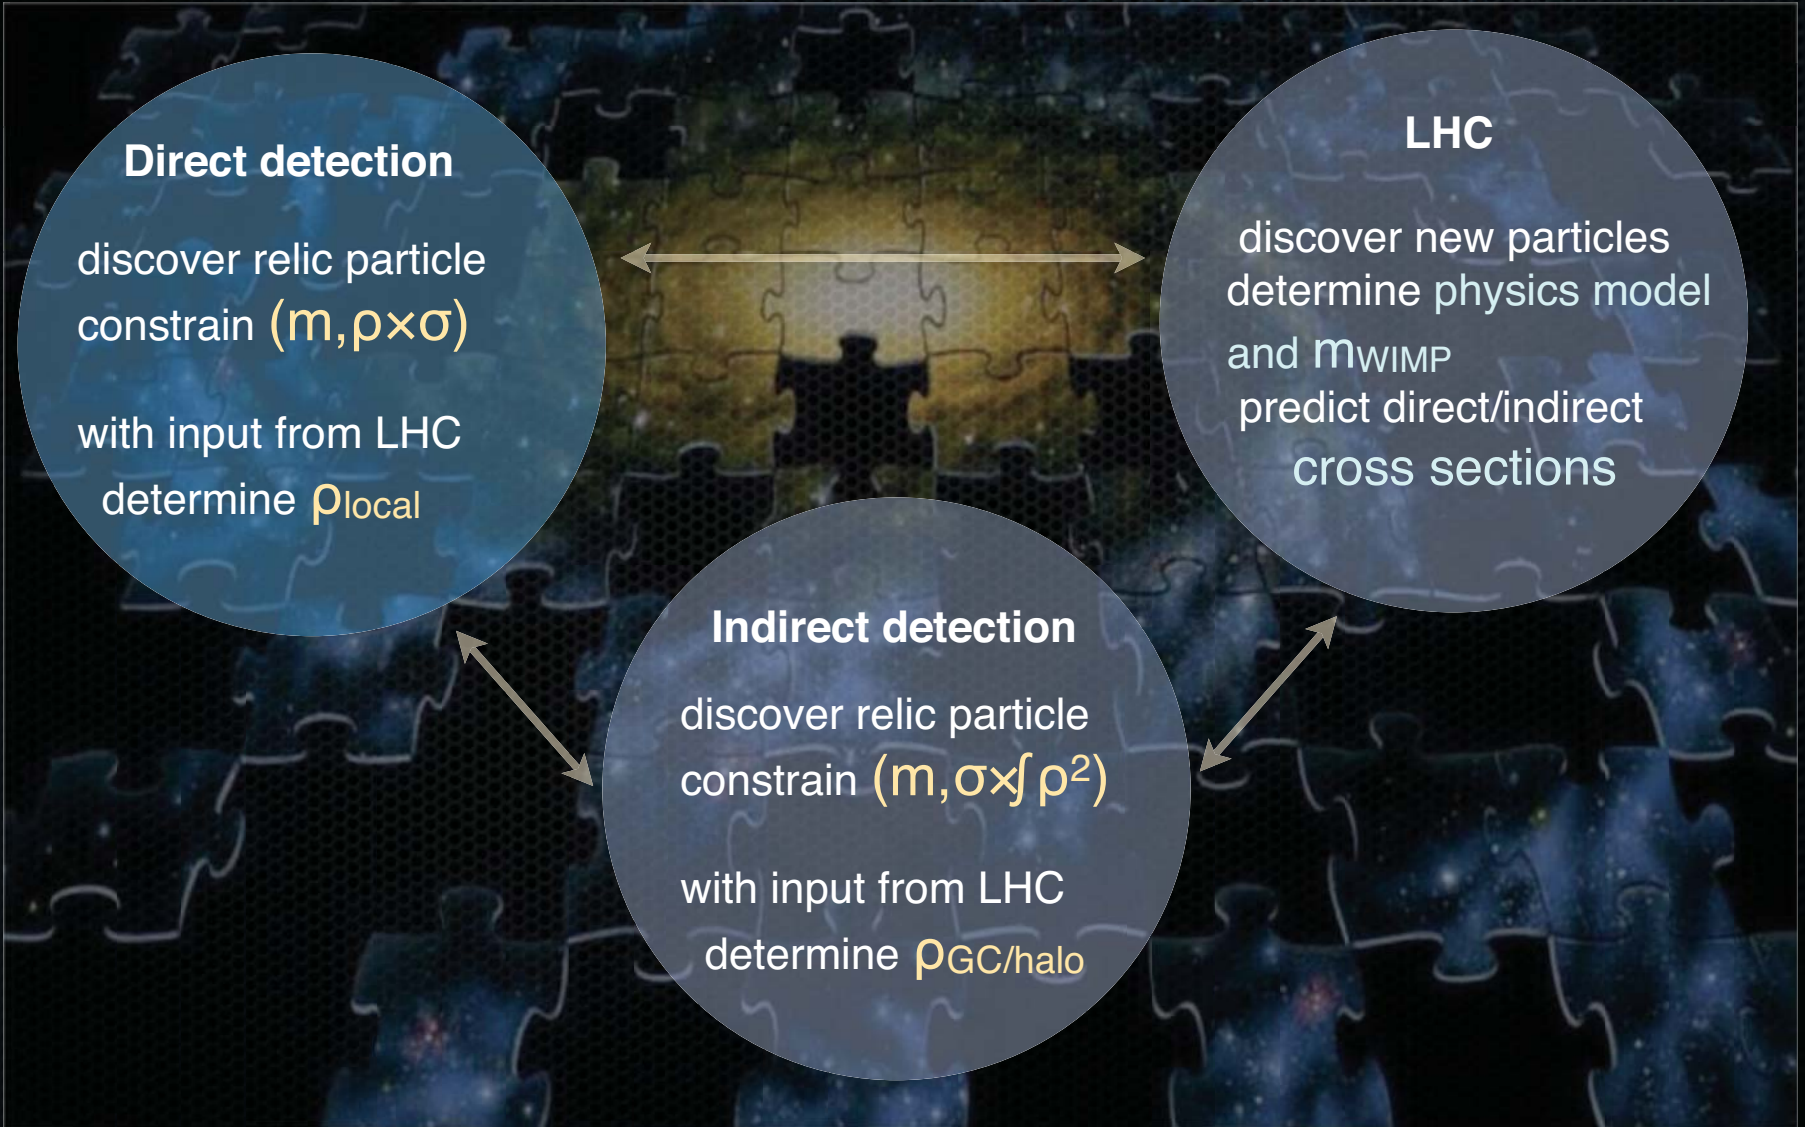 Direct detection
discover relic particle
constrain (m,ρ×σ)
with input from LHC
determine ρlocal
LHC
discover new particles
determine physics model
and mWIMP
predict direct/indirect
cross sections
Indirect detection
discover relic particle
constrain (m,σ×∫ρ²)
with input from LHC
determine ρGC/halo